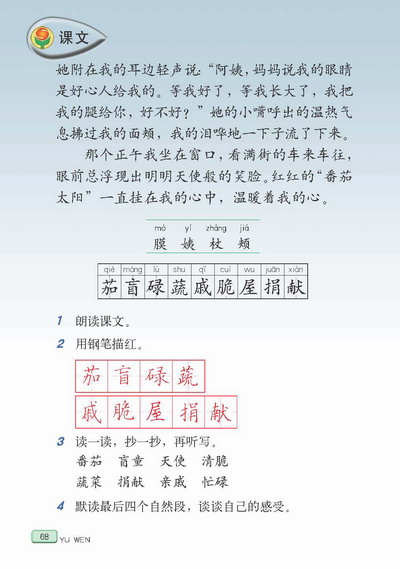 课文
她附在我的耳边轻声说：“阿姨，妈妈说我的眼睛
是好心人给我的。等我好了，等我长大了，我把
我的腿给你，好不好？”她的小嘴呼出的温热气
息拂过我的面颊，我的泪哗地一下子流了下来。
那个正午我坐在窗口，看满街的车来车往，
眼前总浮现出明明天使般的笑脸。红红的“番茄
太阳”一直挂在我的心中，温暖着我的心。
mó yí zhàng jiá
膜 姨 杖 颊
qié máng lù shu qī cuì wu juān xiàn
茄 盲 碌 蔬 戚 脆 屋 捐 献
1 朗读课文。
2 用钢笔描红。
茄 盲 碌 蔬
戚 脆 屋 捐 献
3 读一读，抄一抄，再听写。
番茄 盲童 天使 清脆
蔬菜 捐献 亲戚 忙碌
4 默读最后四个自然段，谈谈自己的感受。
68 YU WEN